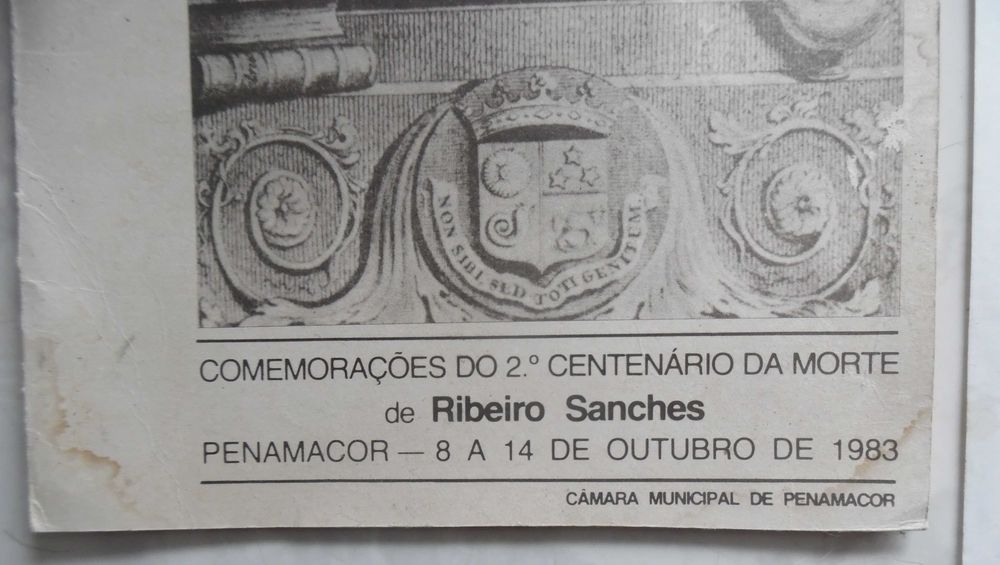 NON SIBI, SED TOTI GENITUM.
COMEMORAÇÕES DO 2.º CENTENÁRIO DA MORTE
de Ribeiro Sanches
PENAMACOR — 8 A 14 DE OUTUBRO DE 1983
CÂMARA MUNICIPAL DE PENAMACOR